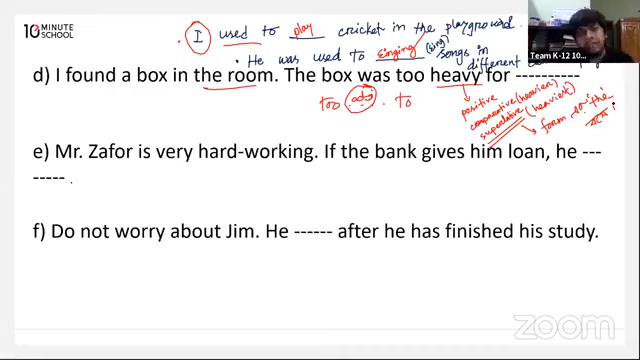 10 MINUTE SCHOOL
. I used to play cricket in the playground.
. He was used to singing (sing) songs in different
d) I found a box in the room. The box was too heavy for ----------
too adj. to
positive
comparative (heavier)
superlative (heaviest)
form the
e) Mr. Zafor is very hard-working. If the bank gives him loan, he ---
--------.
f) Do not worry about Jim. He ------ after he has finished his study.
Team K-12 10...
zoom